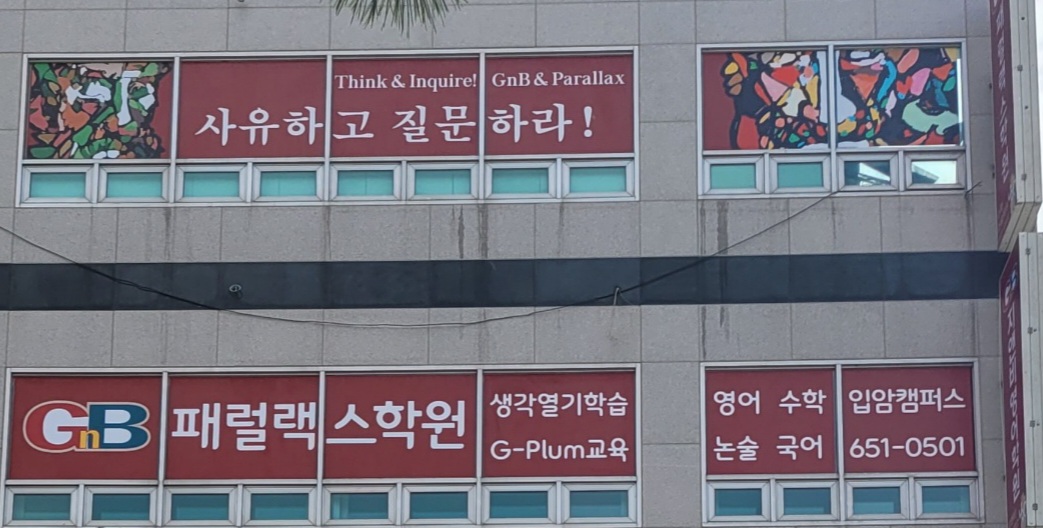 Think & Inquire! GnB & Parallax
사유하고 질문하라!
GnB 패럴랙스학원
생각열기학습
G-Plum교육
영어 수학
논술 국어
입암캠퍼스
651-0501